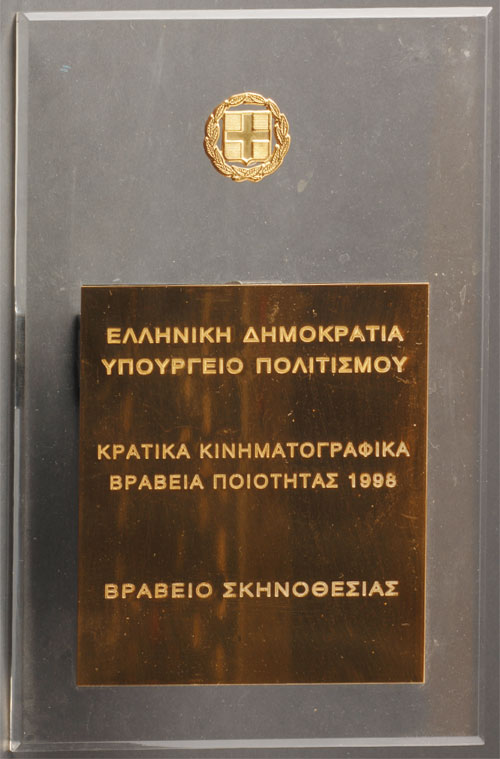 ΕΛΛΗΝΙΚΗ ΔΗΜΟΚΡΑΤΙΑ
ΥΠΟΥΡΓΕΙΟ ΠΟΛΙΤΙΣΜΟΥ
ΚΡΑΤΙΚΑ ΚΙΝΗΜΑΤΟΓΡΑΦΙΚΑ
ΒΡΑΒΕΙΑ ΠΟΙΟΤΗΤΑΣ 1998
ΒΡΑΒΕΙΟ ΣΚΗΝΟΘΕΣΙΑΣ